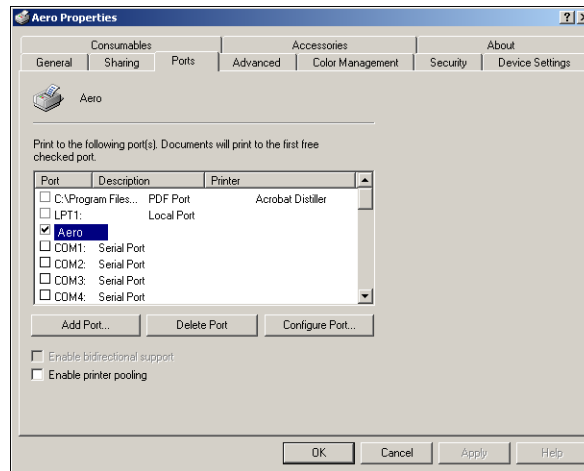 Aero Properties
Consumables Accessories About
General Sharing Ports Advanced Color Management Security Device Settings
Aero
Print to the following port(s). Documents will print to the first free
checked port.
Port Description Printer
C:\Program Files... PDF Port Acrobat Distiller
LPT1: Local Port
Aero
COM1: Serial Port
COM2: Serial Port
COM3: Serial Port
COM4: Serial Port
Add Port... Delete Port Configure Port...
Enable bidirectional support
Enable printer pooling
OK Cancel Apply Help